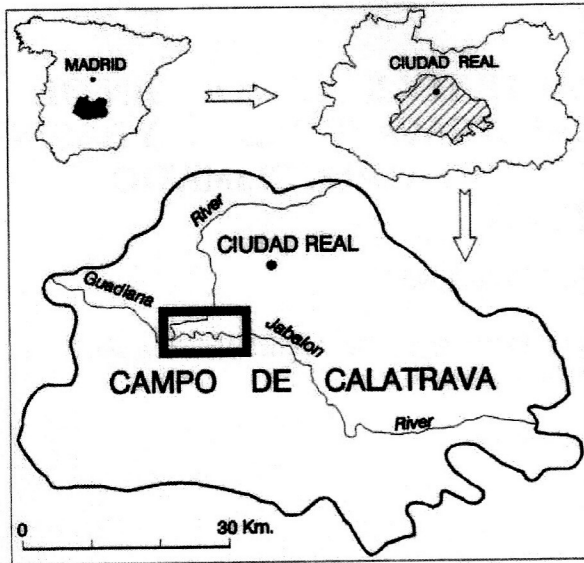 MADRID
CIUDAD REAL
River
CIUDAD REAL
Guadiana
Jabalon
CAMPO DE CALATRAVA
River
0 30 Km.